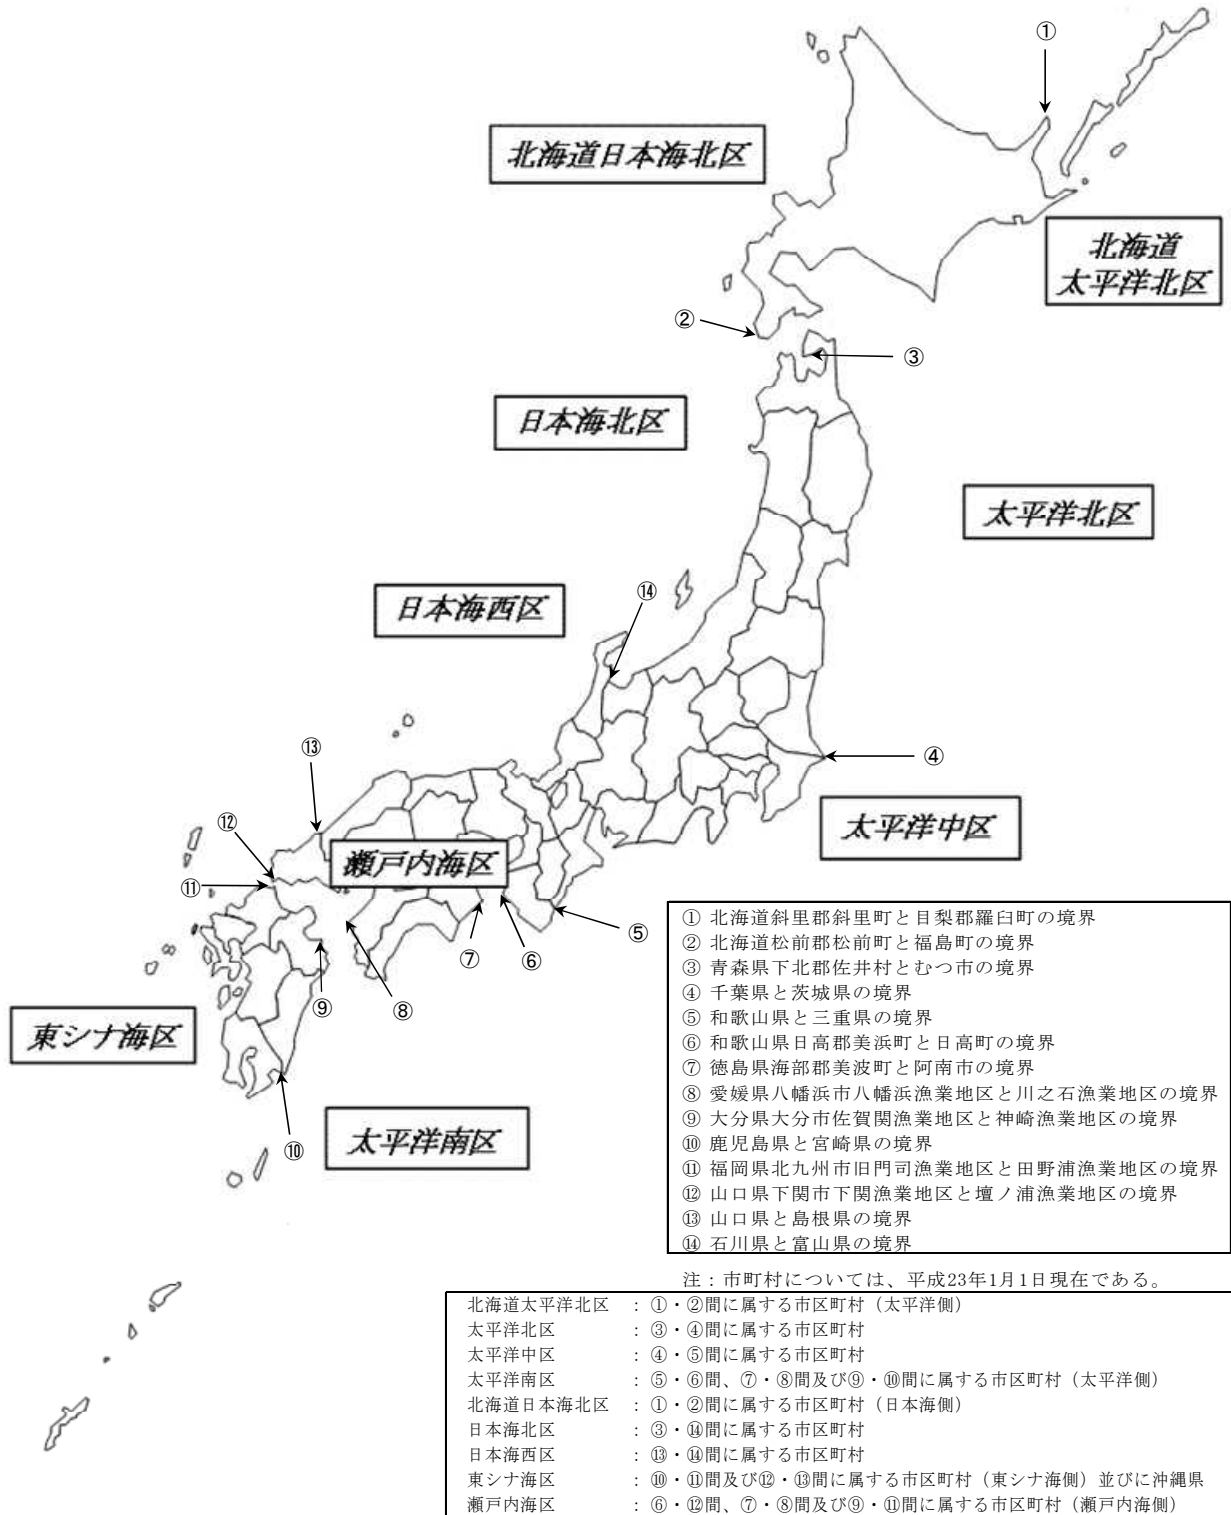 ①
北海道日本海北区
北海道
太平洋北区
②
③
日本海北区
太平洋北区
日本海西区
⑭
④
⑬
太平洋中区
⑫
瀬戸内海区
⑪
⑤
⑦
⑥
⑨
⑧
東シナ海区
太平洋南区
⑩
① 北海道斜里郡斜里町と目梨郡羅臼町の境界
② 北海道松前郡松前町と福島町の境界
③ 青森県下北郡佐井村とむつ市の境界
④ 千葉県と茨城県の境界
⑤ 和歌山県と三重県の境界
⑥ 和歌山県日高郡美浜町と日高町の境界
⑦ 徳島県海部郡美波町と阿南市の境界
⑧ 愛媛県八幡浜市八幡浜漁業地区と川之石漁業地区の境界
⑨ 大分県大分市佐賀関漁業地区と神崎漁業地区の境界
⑩ 鹿児島県と宮崎県の境界
⑪ 福岡県北九州市旧門司漁業地区と田野浦漁業地区の境界
⑫ 山口県下関市下関漁業地区と壇ノ浦漁業地区の境界
⑬ 山口県と島根県の境界
⑭ 石川県と富山県の境界
注：市町村については、平成23年1月1日現在である。
北海道太平洋北区 ：①・②間に属する市区町村（太平洋側）
太平洋北区 ：③・④間に属する市区町村
太平洋中区 ：④・⑤間に属する市区町村
太平洋南区 ：⑤・⑥間、⑦・⑧間及び⑨・⑩間に属する市区町村（太平洋側）
北海道日本海北区 ：①・②間に属する市区町村（日本海側）
日本海北区 ：③・⑭間に属する市区町村
日本海西区 ：⑬・⑭間に属する市区町村
東シナ海区 ：⑩・⑪間及び⑫・⑬間に属する市区町村（東シナ海側）並びに沖縄県
瀬戸内海区 ：⑥・⑫間、⑦・⑧間及び⑨・⑪間に属する市区町村（瀬戸内海側）